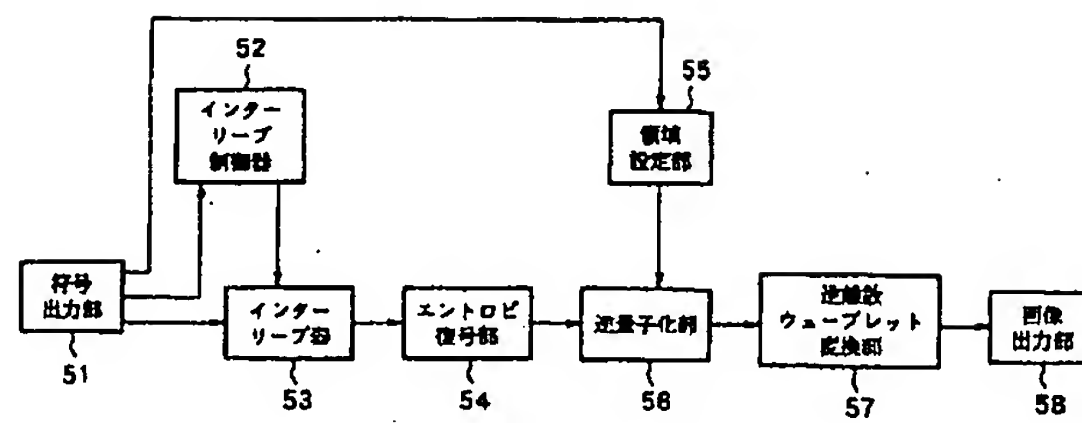 52
インター
リーブ
制御器
55
領域
設定部
符号
出力部
51
インター
リーブ器
53
エントロピ
復号部
54
逆量子化部
56
逆離散
ウェーブレット
変換部
57
画像
出力部
58